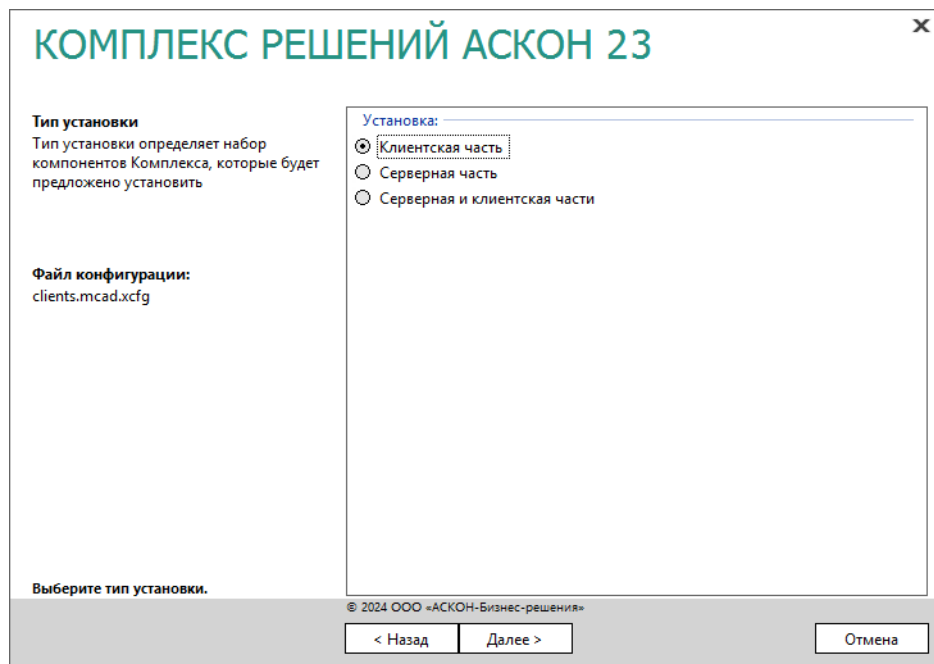 КОМПЛЕКС РЕШЕНИЙ АСКОН 23
Тип установки
Тип установки определяет набор
компонентов Комплекса, которые будет
предложено установить
Файл конфигурации:
clients.mcad.xcfg
Выберите тип установки.
Установка:
Клиентская часть
Серверная часть
Серверная и клиентская части
© 2024 ООО «АСКОН-Бизнес-решения»
< Назад
Далее >
Отмена